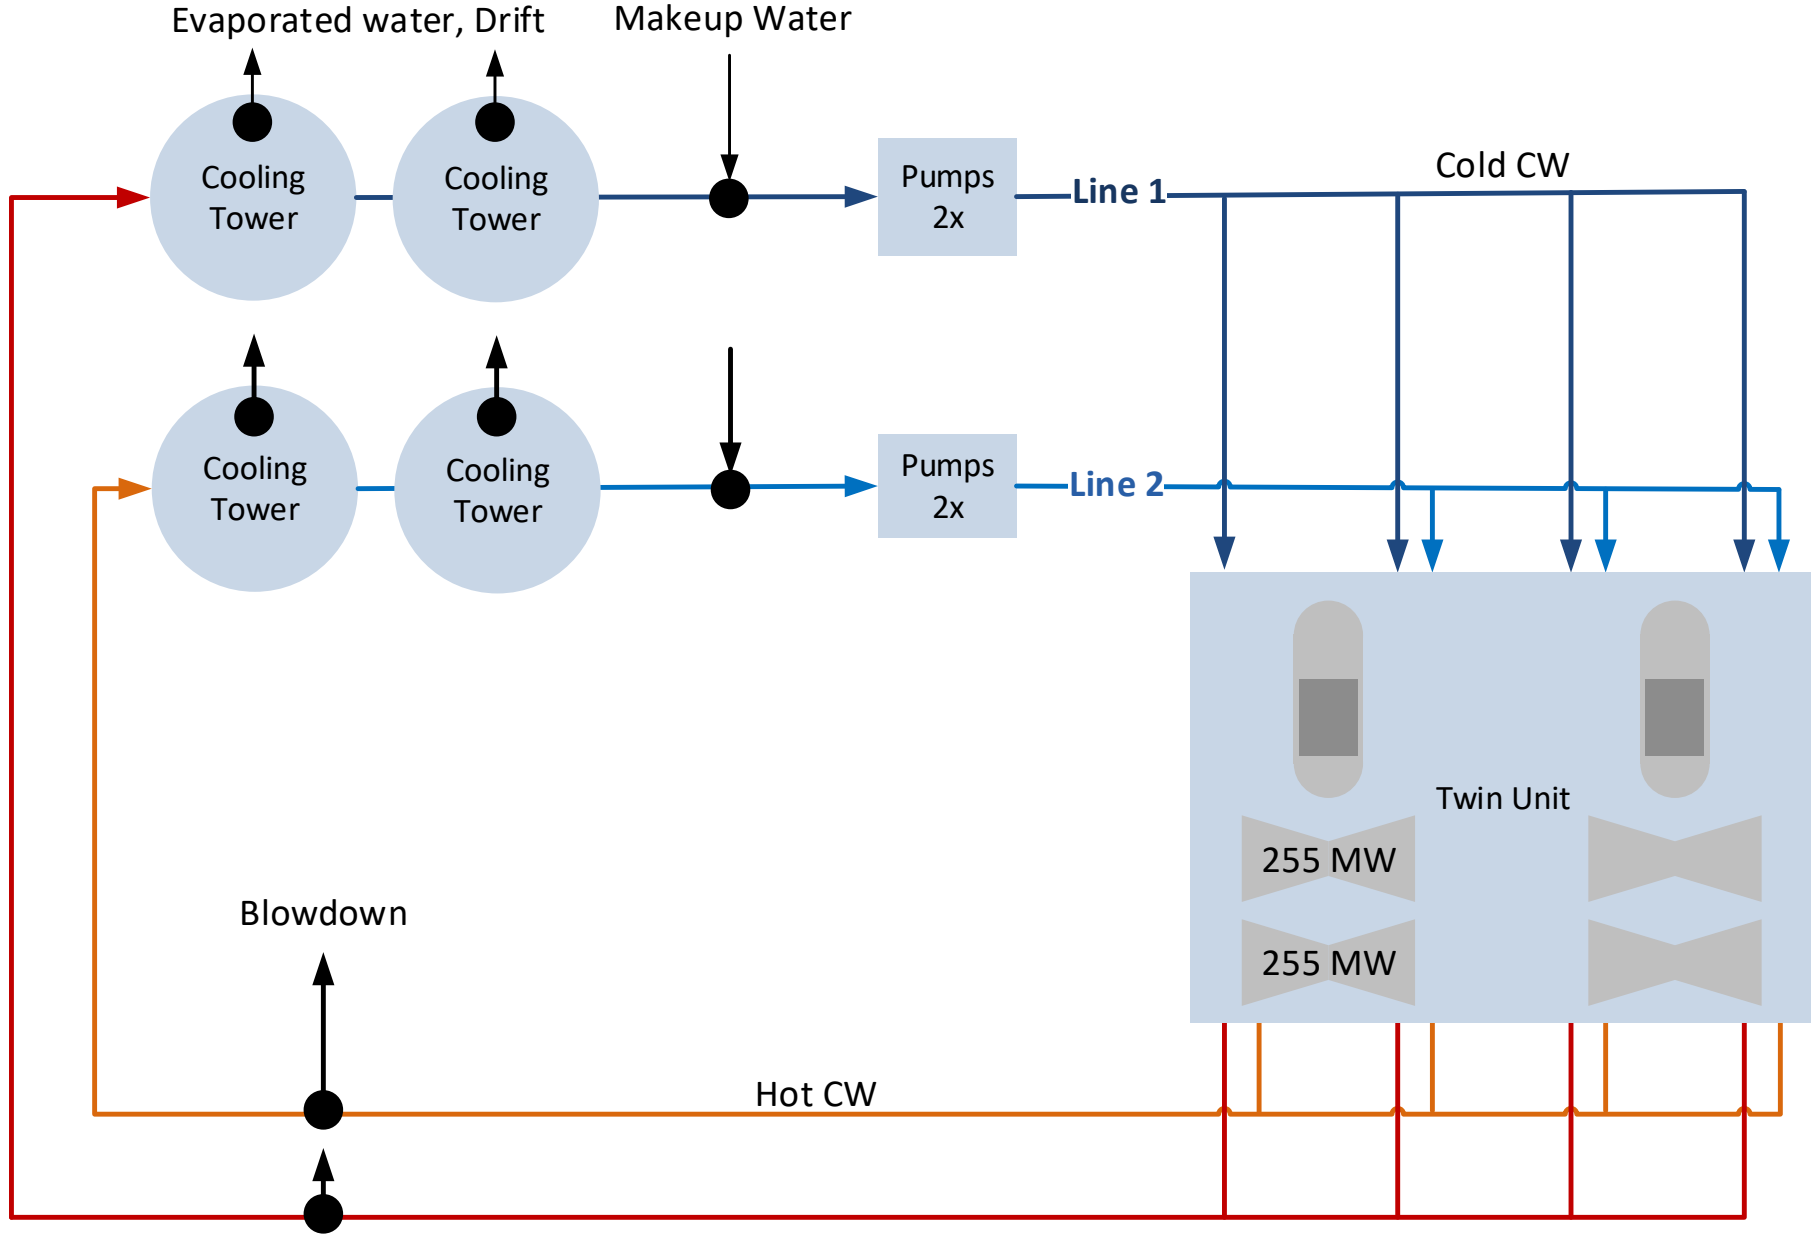 Evaporated water, Drift
Makeup Water
Cooling
Tower
Cooling
Tower
Pumps
2x
Line 1
Cold CW
Cooling
Tower
Cooling
Tower
Pumps
2x
Line 2
Twin Unit
255 MW
255 MW
Blowdown
Hot CW